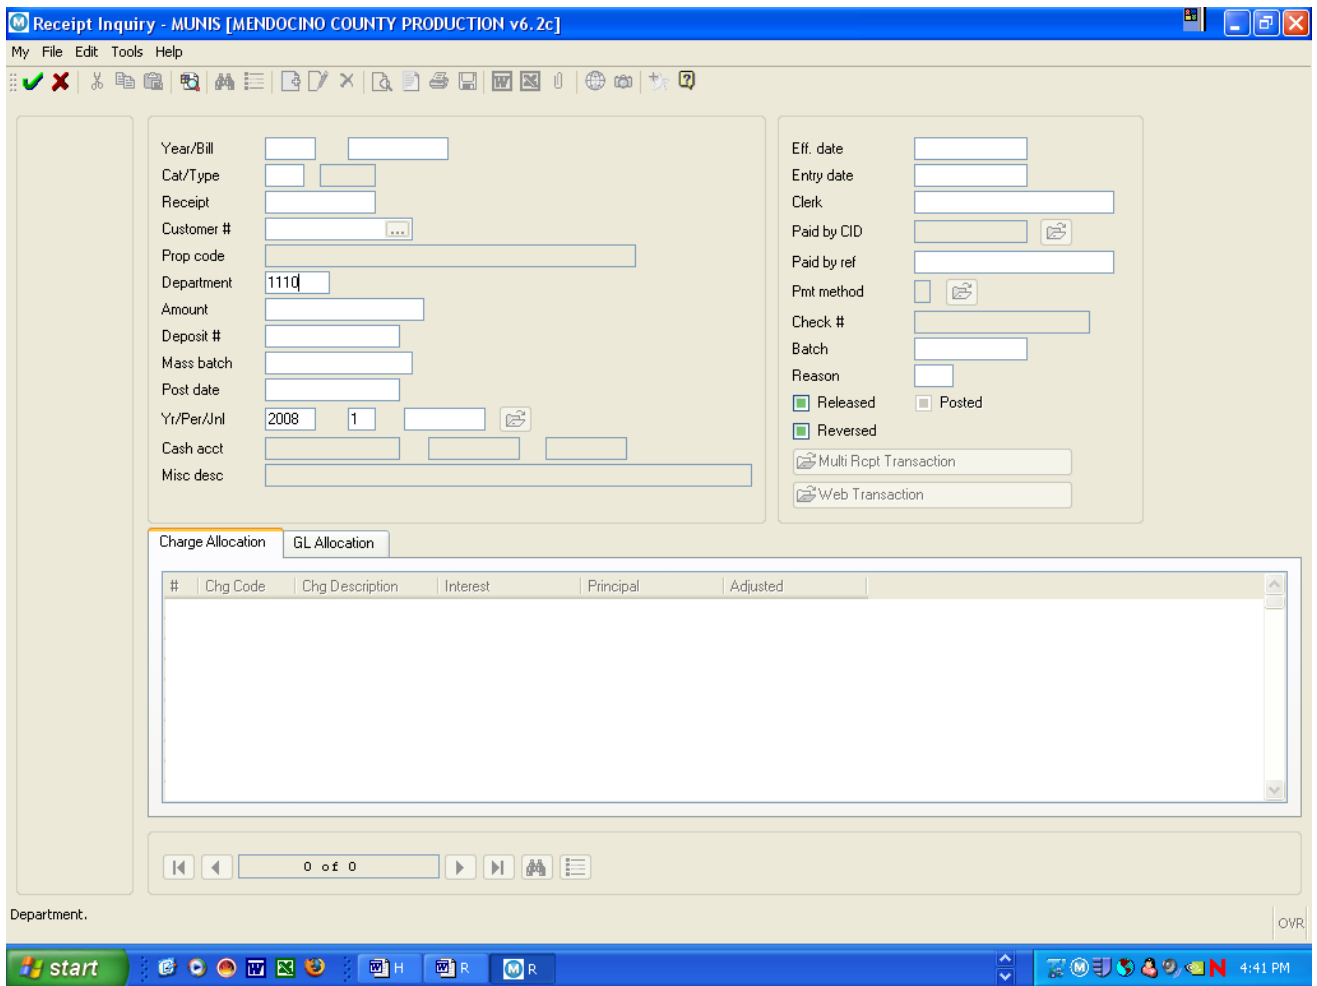 Receipt Inquiry - MUNIS [MENDOCINO COUNTY PRODUCTION v6.2c]
My File Edit Tools Help
Year/Bill
Cat/Type
Receipt
Customer #
...
Prop code
Department 1110
Amount
Deposit #
Mass batch
Post date
Yr/Per/Jnl 2008 1
Cash acct
Misc desc
Eff. date
Entry date
Clerk
Paid by CID
Paid by ref
Pmt method
Check #
Batch
Reason
Released Posted
Reversed
Multi Rcpt Transaction
Web Transaction
Charge Allocation GL Allocation
# Chg Code Chg Description Interest Principal Adjusted
0 of 0
Department.
OVR
start H R R 4:41 PM